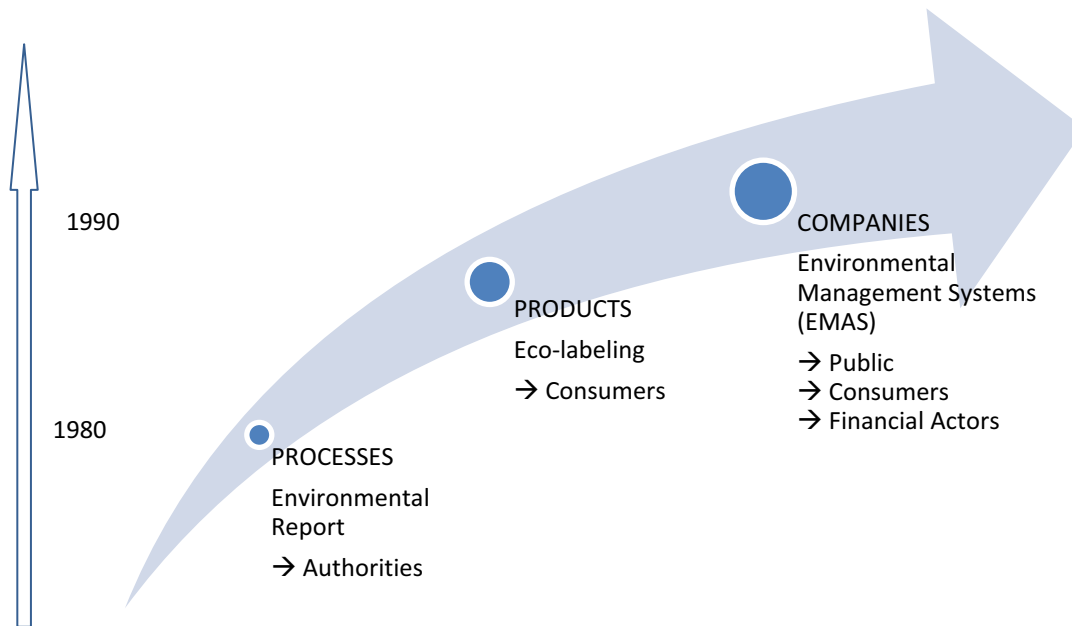 1990
1980
PROCESSES
Environmental
Report
→ Authorities
PRODUCTS
Eco-labeling
→ Consumers
COMPANIES
Environmental
Management Systems
(EMAS)
→ Public
→ Consumers
→ Financial Actors